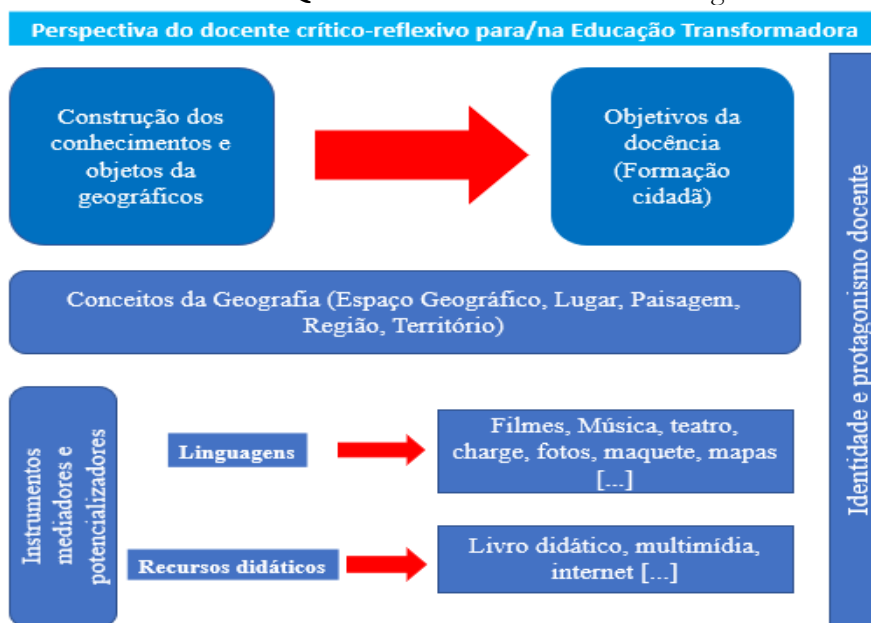 Perspectiva do docente crítico-reflexivo para/na Educação Transformadora
Construção dos
conhecimentos e
objetos da
geográficos
Objetivos da
docência
(Formação
cidadã)
Conceitos da Geografia (Espaço Geográfico, Lugar, Paisagem,
Região, Território)
Instrumentos
mediadores e
potencializadores
Linguagens
Filmes, Música, teatro,
charge, fotos, maquete, mapas
[...]
Recursos didáticos
Livro didático, multimídia,
internet [...]
Identidade e protagonismo docente